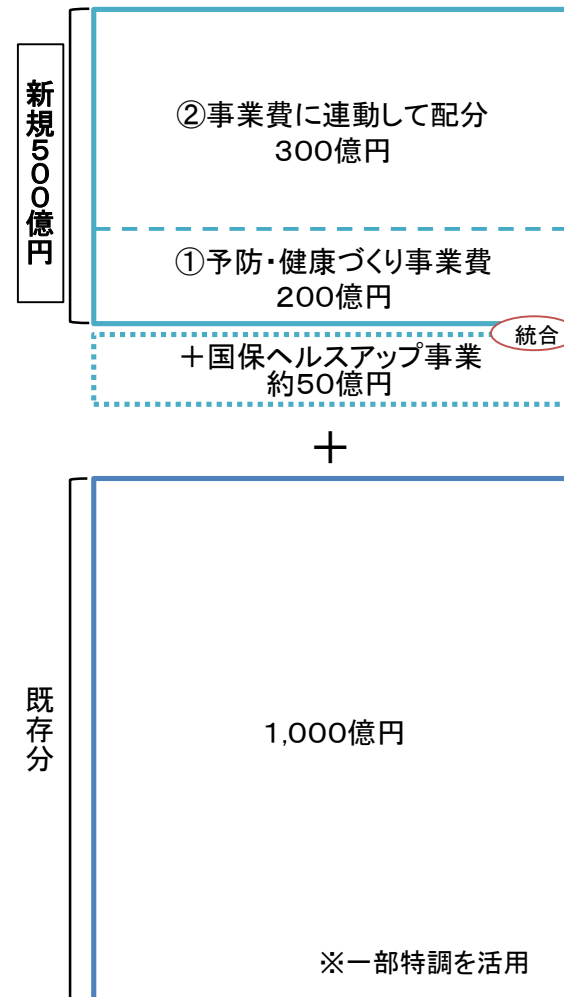 新規500億円
②事業費に連動して配分
300億円
①予防・健康づくり事業費
200億円
統合
＋国保ヘルスアップ事業
約50億円
＋
既存分
1,000億円
※一部特調を活用